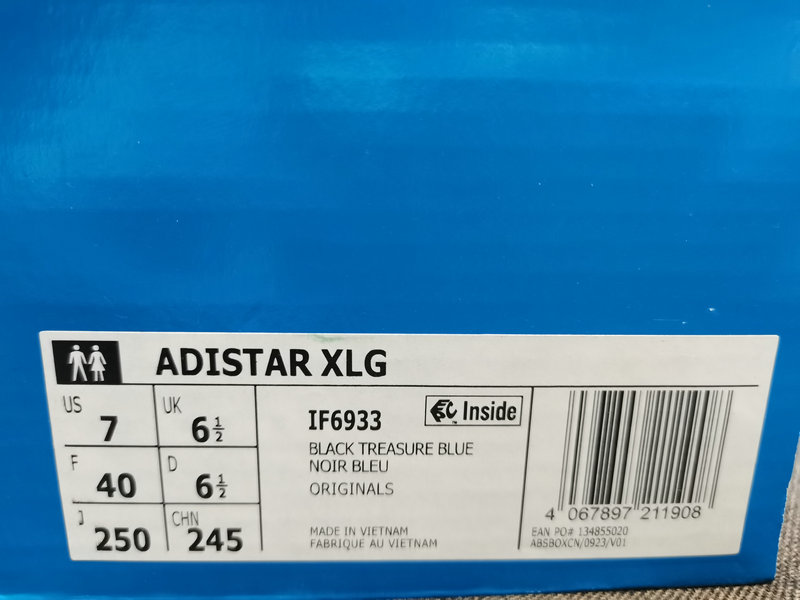 ADISTAR XLG
US 7 UK 6½
F 40 D 6½
J 250 CHN 245
IF6933
Inside
BLACK TREASURE BLUE
NOIR BLEU
ORIGINALS
MADE IN VIETNAM
FABRIQUE AU VIETNAM
4 067897 211908
EAN PO# 134855020
ABSBOXCN/0923/V01